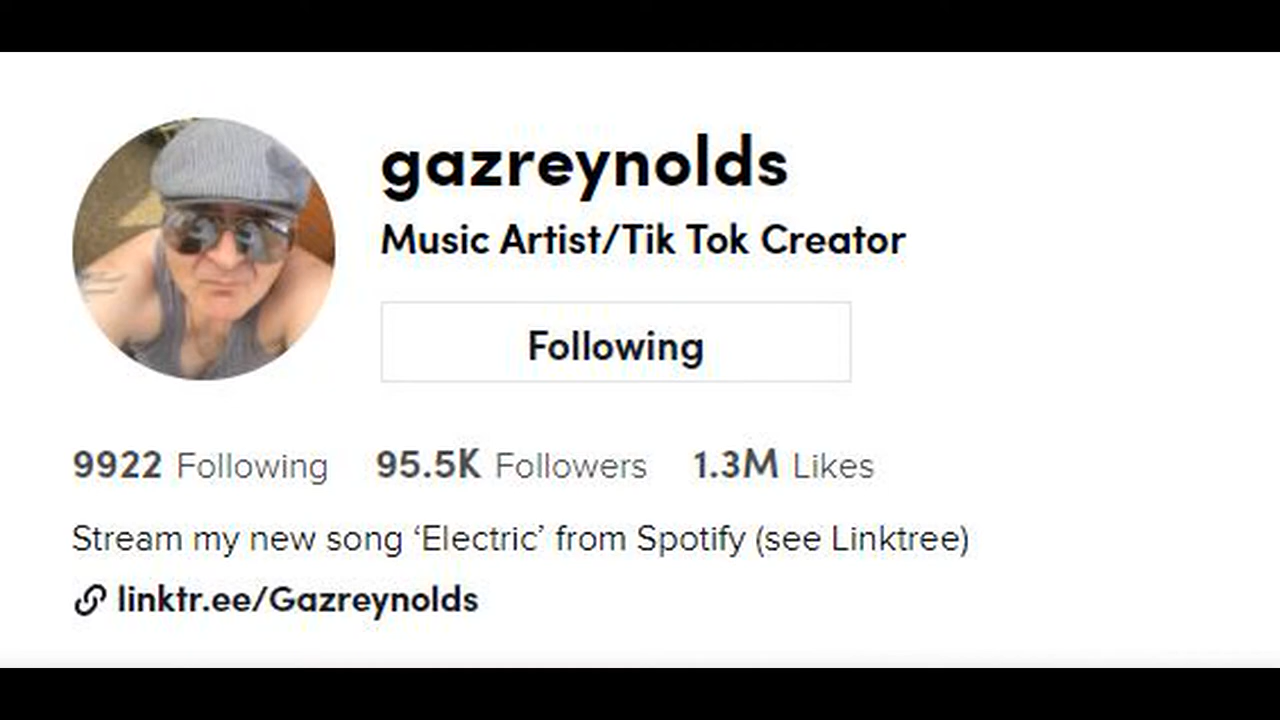 gazreynolds
Music Artist/Tik Tok Creator
Following
9922 Following 95.5K Followers 1.3M Likes
Stream my new song ‘Electric’ from Spotify (see Linktree)
linktr.ee/Gazreynolds